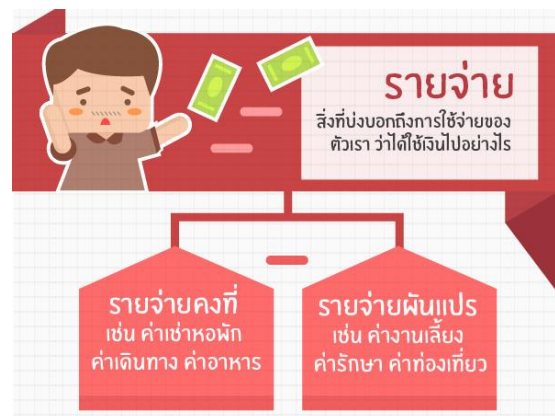 รายจ่าย
สิ่งที่บ่งบอกถึงการใช้จ่ายของ
ตัวเรา ว่าได้ใช้เงินไปอย่างไร
รายจ่ายคงที่
เช่น ค่าเช่าหอพัก
ค่าเดินทาง ค่าอาหาร
รายจ่ายผันแปร
เช่น ค่างานเลี้ยง
ค่ารักษา ค่าท่องเที่ยว